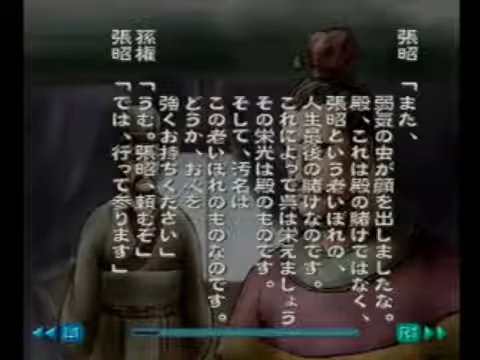 張昭「また、
弱気の虫が顔を出しましたな。
殿、これは殿の賭けではなく、
張昭という老いぼれの、
人生最後の賭けなのです。
これによって呉は栄えましょう
その栄光は殿のものです。
そして、汚名は
この老いぼれのものなのです。
どうか、お心を
強くお持ちください」
孫権「うむ。張昭、頼むぞ」
張昭「では、行って参ります」
L1
R1